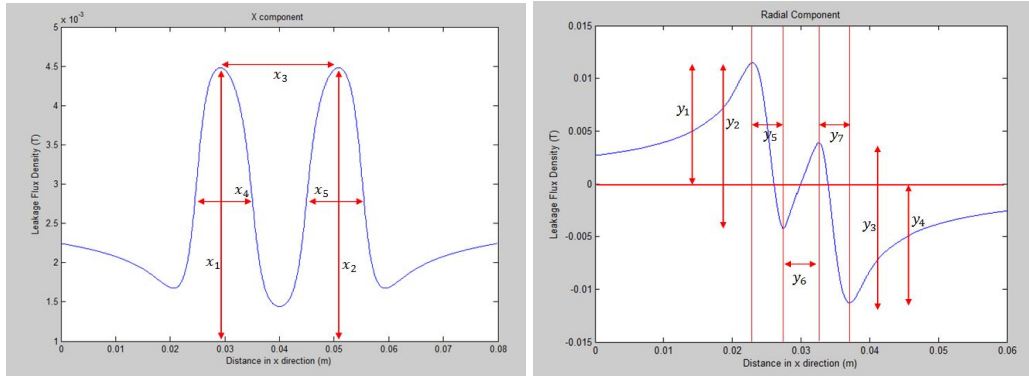 X component
× 10⁻³
Leakage Flux Density (T)
5
4.5
4
3.5
3
2.5
2
1.5
1
x₃
x₄
x₅
x₁
x₂
0 0.01 0.02 0.03 0.04 0.05 0.06 0.07 0.08
Distance in x direction (m)
Radial Component
Leakage Flux Density (T)
0.015
0.01
0.005
0
-0.005
-0.01
-0.015
y₁
y₂
y₅
y₇
y₃
y₄
y₆
0 0.01 0.02 0.03 0.04 0.05 0.06
Distance in x direction (m)